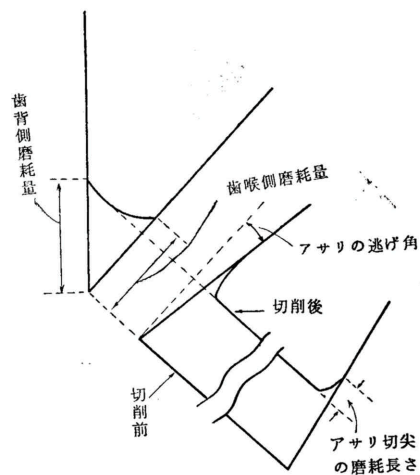 歯背側磨耗量
歯喉側磨耗量
アサリの逃げ角
切削後
切削前
アサリ切尖
の磨耗長さ